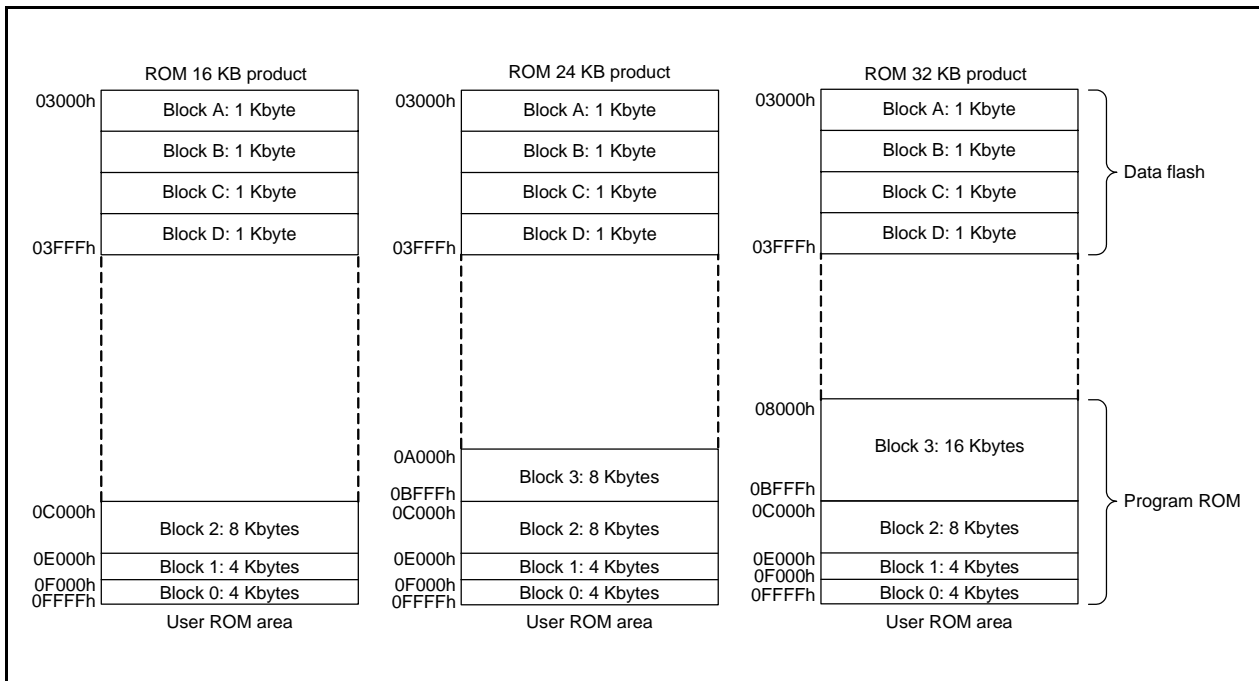 ROM 16 KB product
03000h
Block A: 1 Kbyte
Block B: 1 Kbyte
Block C: 1 Kbyte
Block D: 1 Kbyte
03FFFh
0C000h
Block 2: 8 Kbytes
0E000h
Block 1: 4 Kbytes
0F000h
Block 0: 4 Kbytes
0FFFFh
User ROM area
ROM 24 KB product
03000h
Block A: 1 Kbyte
Block B: 1 Kbyte
Block C: 1 Kbyte
Block D: 1 Kbyte
03FFFh
0A000h
Block 3: 8 Kbytes
0BFFFh
0C000h
Block 2: 8 Kbytes
0E000h
Block 1: 4 Kbytes
0F000h
Block 0: 4 Kbytes
0FFFFh
User ROM area
ROM 32 KB product
03000h
Block A: 1 Kbyte
Block B: 1 Kbyte
Block C: 1 Kbyte
Block D: 1 Kbyte
03FFFh
Data flash
08000h
Block 3: 16 Kbytes
0BFFFh
0C000h
Block 2: 8 Kbytes
0E000h
Block 1: 4 Kbytes
0F000h
Block 0: 4 Kbytes
0FFFFh
Program ROM
User ROM area